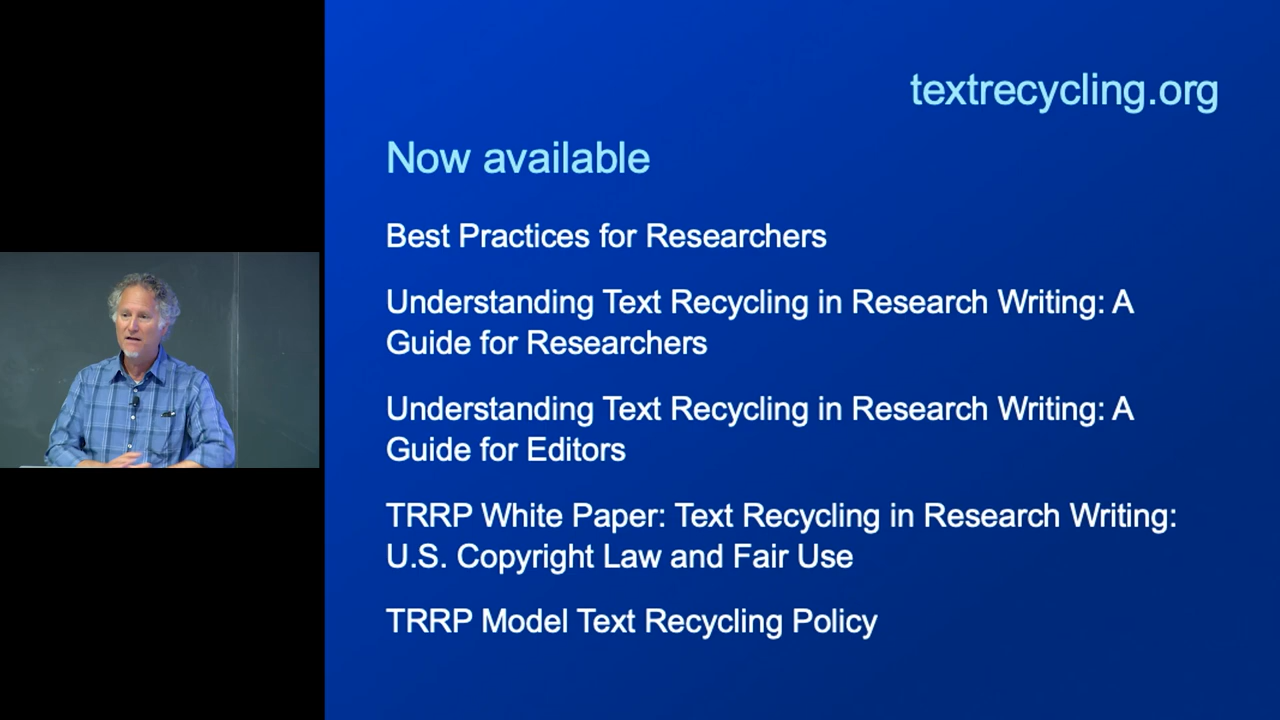 textrecycling.org
Now available
Best Practices for Researchers
Understanding Text Recycling in Research Writing: A
Guide for Researchers
Understanding Text Recycling in Research Writing: A
Guide for Editors
TRRP White Paper: Text Recycling in Research Writing:
U.S. Copyright Law and Fair Use
TRRP Model Text Recycling Policy